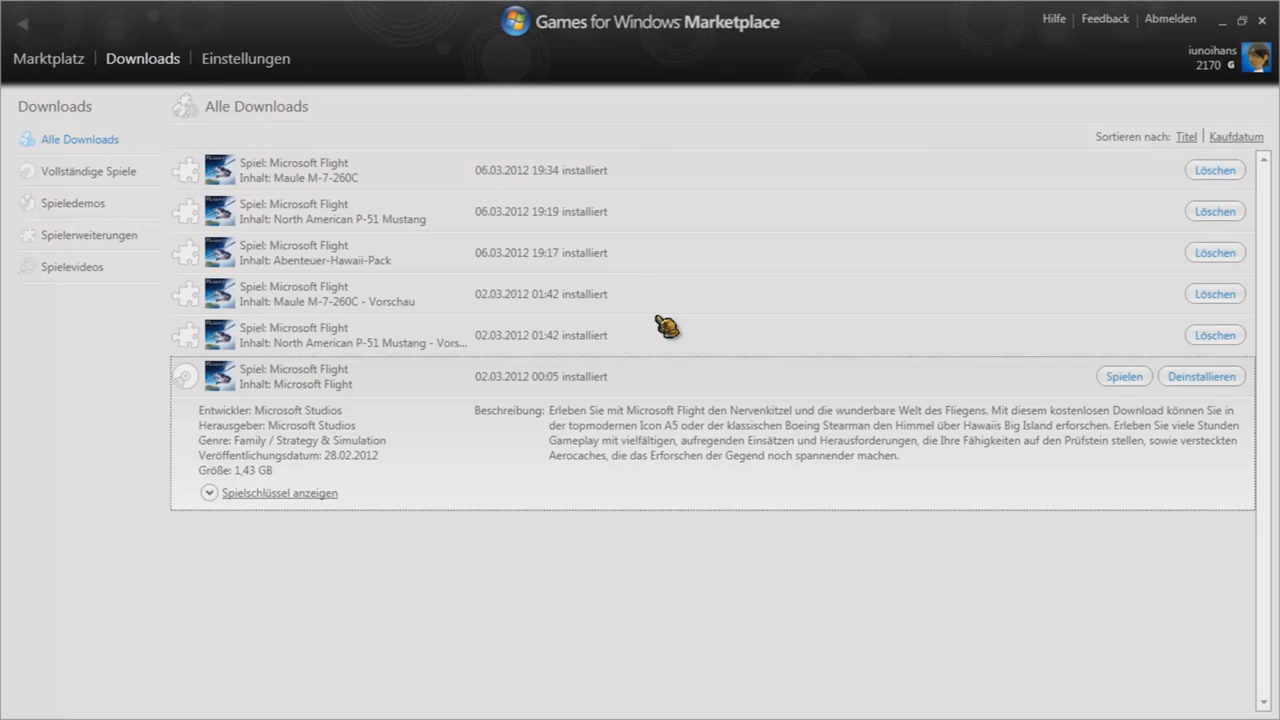 Games for Windows Marketplace
Hilfe | Feedback | Abmelden
Marktplatz | Downloads | Einstellungen
iunoihans
2170 G
Downloads
Alle Downloads
Vollständige Spiele
Spieledemos
Spielerweiterungen
Spielevideos
Alle Downloads
Sortieren nach: Titel | Kaufdatum
Spiel: Microsoft Flight
Inhalt: Maule M-7-260C
06.03.2012 19:34 installiert
Löschen
Spiel: Microsoft Flight
Inhalt: North American P-51 Mustang
06.03.2012 19:19 installiert
Löschen
Spiel: Microsoft Flight
Inhalt: Abenteuer-Hawaii-Pack
06.03.2012 19:17 installiert
Löschen
Spiel: Microsoft Flight
Inhalt: Maule M-7-260C - Vorschau
02.03.2012 01:42 installiert
Löschen
Spiel: Microsoft Flight
Inhalt: North American P-51 Mustang - Vors...
02.03.2012 01:42 installiert
Löschen
Spiel: Microsoft Flight
Inhalt: Microsoft Flight
02.03.2012 00:05 installiert
Spielen
Deinstallieren
Entwickler: Microsoft Studios
Herausgeber: Microsoft Studios
Genre: Family / Strategy & Simulation
Veröffentlichungsdatum: 28.02.2012
Größe: 1,43 GB
Spielschlüssel anzeigen
Beschreibung: Erleben Sie mit Microsoft Flight den Nervenkitzel und die wunderbare Welt des Fliegens. Mit diesem kostenlosen Download können Sie in
der topmodernen Icon A5 oder der klassischen Boeing Stearman den Himmel über Hawaiis Big Island erforschen. Erleben Sie viele Stunden
Gameplay mit vielfältigen, aufregenden Einsätzen und Herausforderungen, die Ihre Fähigkeiten auf den Prüfstein stellen, sowie versteckten
Aerocaches, die das Erforschen der Gegend noch spannender machen.